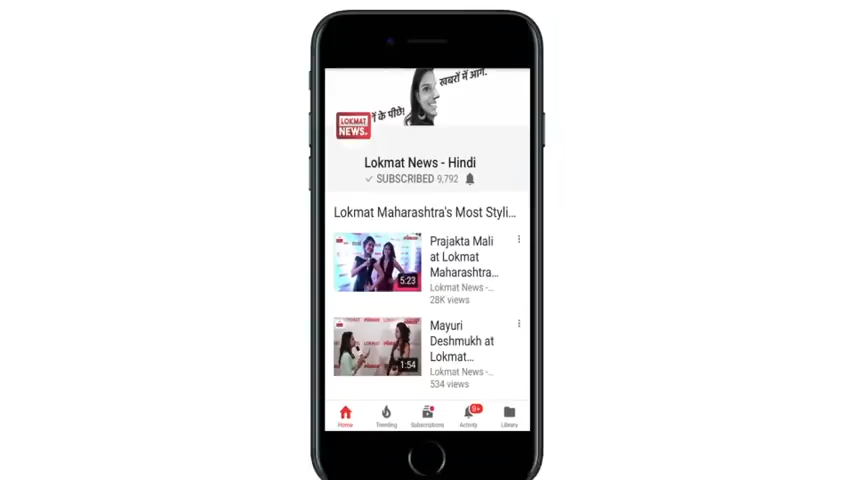 खबरों में आगे.
के पीछे!
LOKMAT
NEWS
Lokmat News - Hindi
SUBSCRIBED 9,792
Lokmat Maharashtra's Most Styli...
Prajakta Mali
at Lokmat
Maharashtra...
Lokmat News -...
28K views
5:23
Mayuri
Deshmukh at
Lokmat...
Lokmat News -...
534 views
1:54
Home
Trending
Subscriptions
9+
Activity
Library